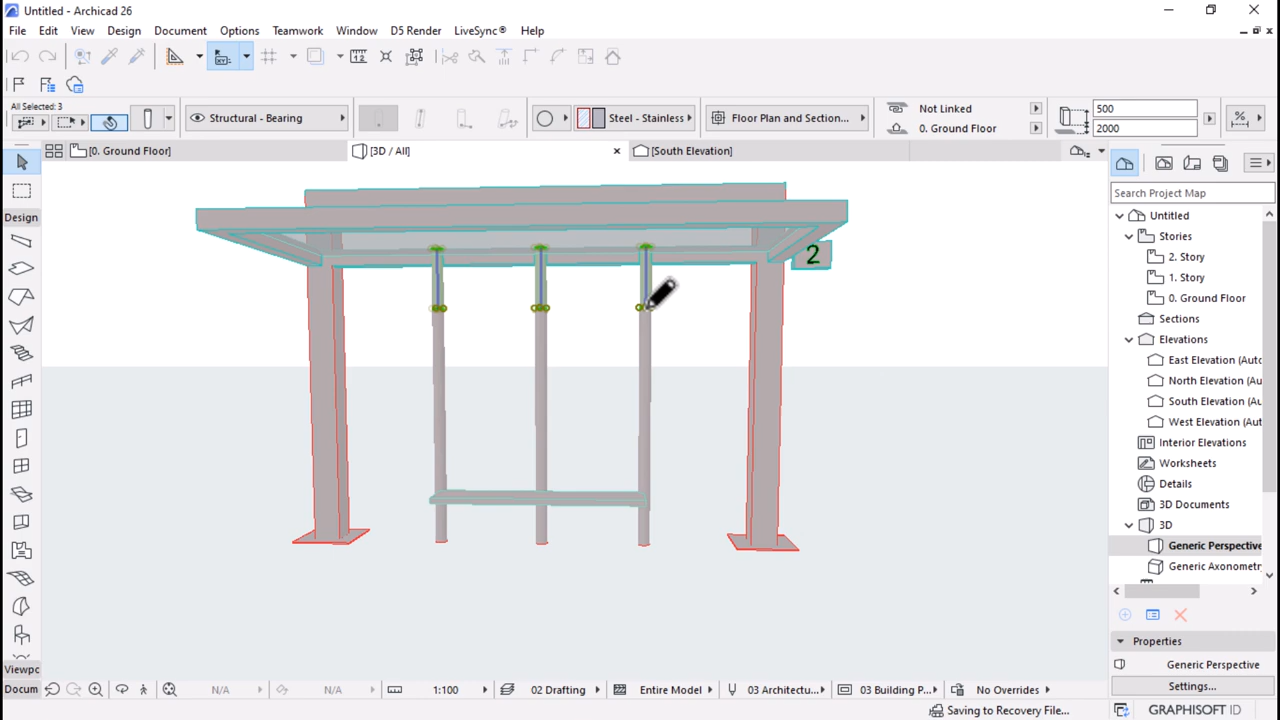 Untitled - Archicad 26
File Edit View Design Document Options Teamwork Window D5 Render LiveSync® Help
All Selected: 3
Structural - Bearing
Steel - Stainless
Floor Plan and Section...
Not Linked
0. Ground Floor
500
2000
[0. Ground Floor]
[3D / All]
[South Elevation]
Design
Search Project Map
Untitled
Stories
2. Story
1. Story
0. Ground Floor
Sections
Elevations
East Elevation (Auto
North Elevation (Au
South Elevation (Au
West Elevation (Aut
Interior Elevations
Worksheets
Details
3D Documents
3D
Generic Perspective
Generic Axonometr
2
Properties
Generic Perspective
Settings...
Viewpc
Docum
N/A
N/A
1:100
02 Drafting
Entire Model
03 Architectu...
03 Building P...
No Overrides
Saving to Recovery File...
GRAPHISOFT ID